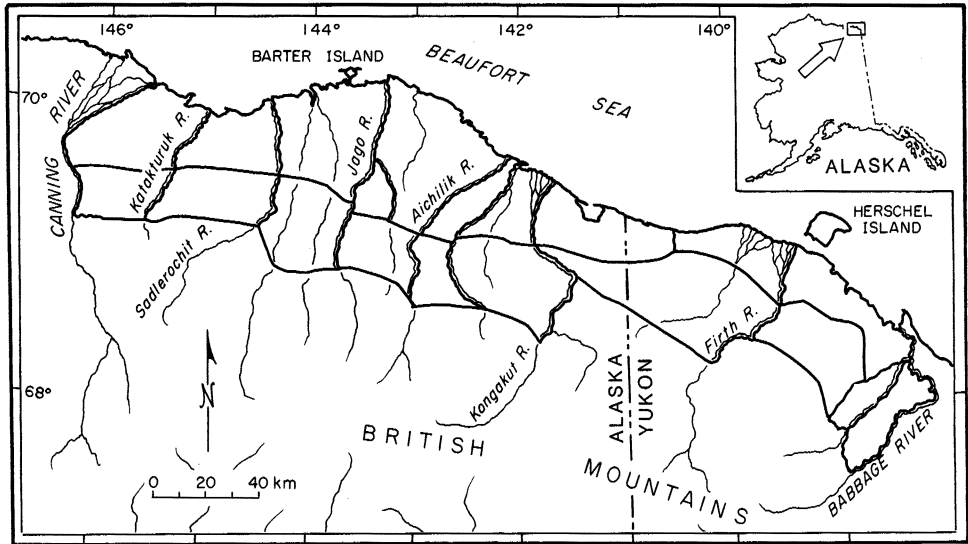 146°
144°
142°
140°
BARTER ISLAND
BEAUFORT
SEA
70°
CANNING RIVER
Katakturuk R.
Jago R.
Aichilik R.
ALASKA
HERSCHEL
ISLAND
Sadlerochit R.
Kongakut R.
Firth R.
68°
N
ALASKA
YUKON
BRITISH
MOUNTAINS
BABBAGE RIVER
0 20 40 km